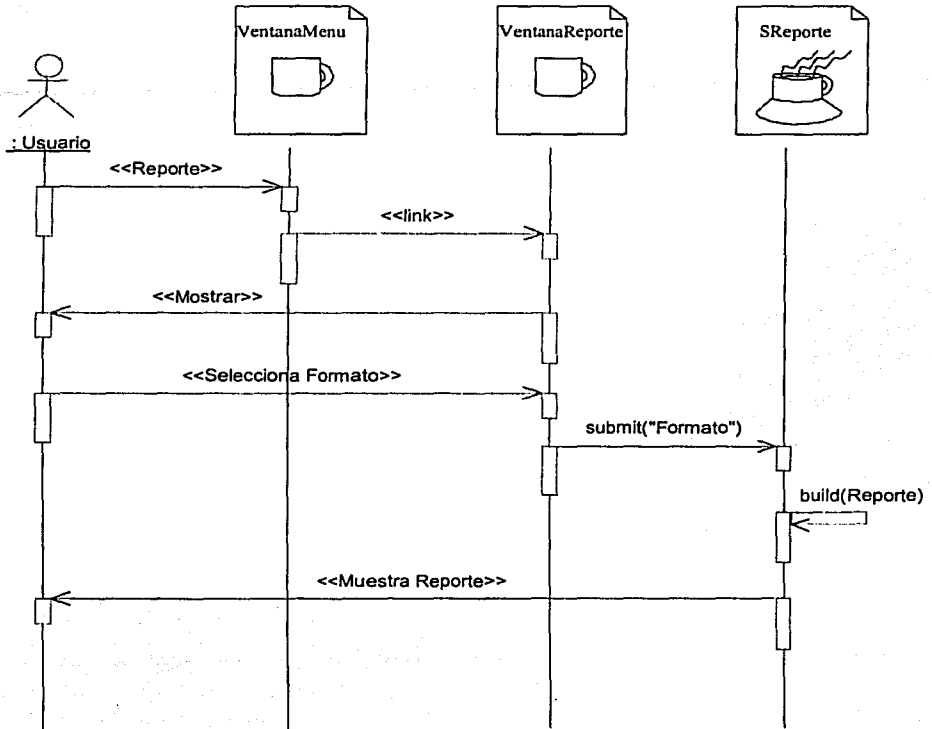 VentanaMenu
VentanaReporte
SReporte
: Usuario
<<Reporte>>
<<link>>
<<Mostrar>>
<<Selecciona Formato>>
submit("Formato")
build(Reporte)
<<Muestra Reporte>>